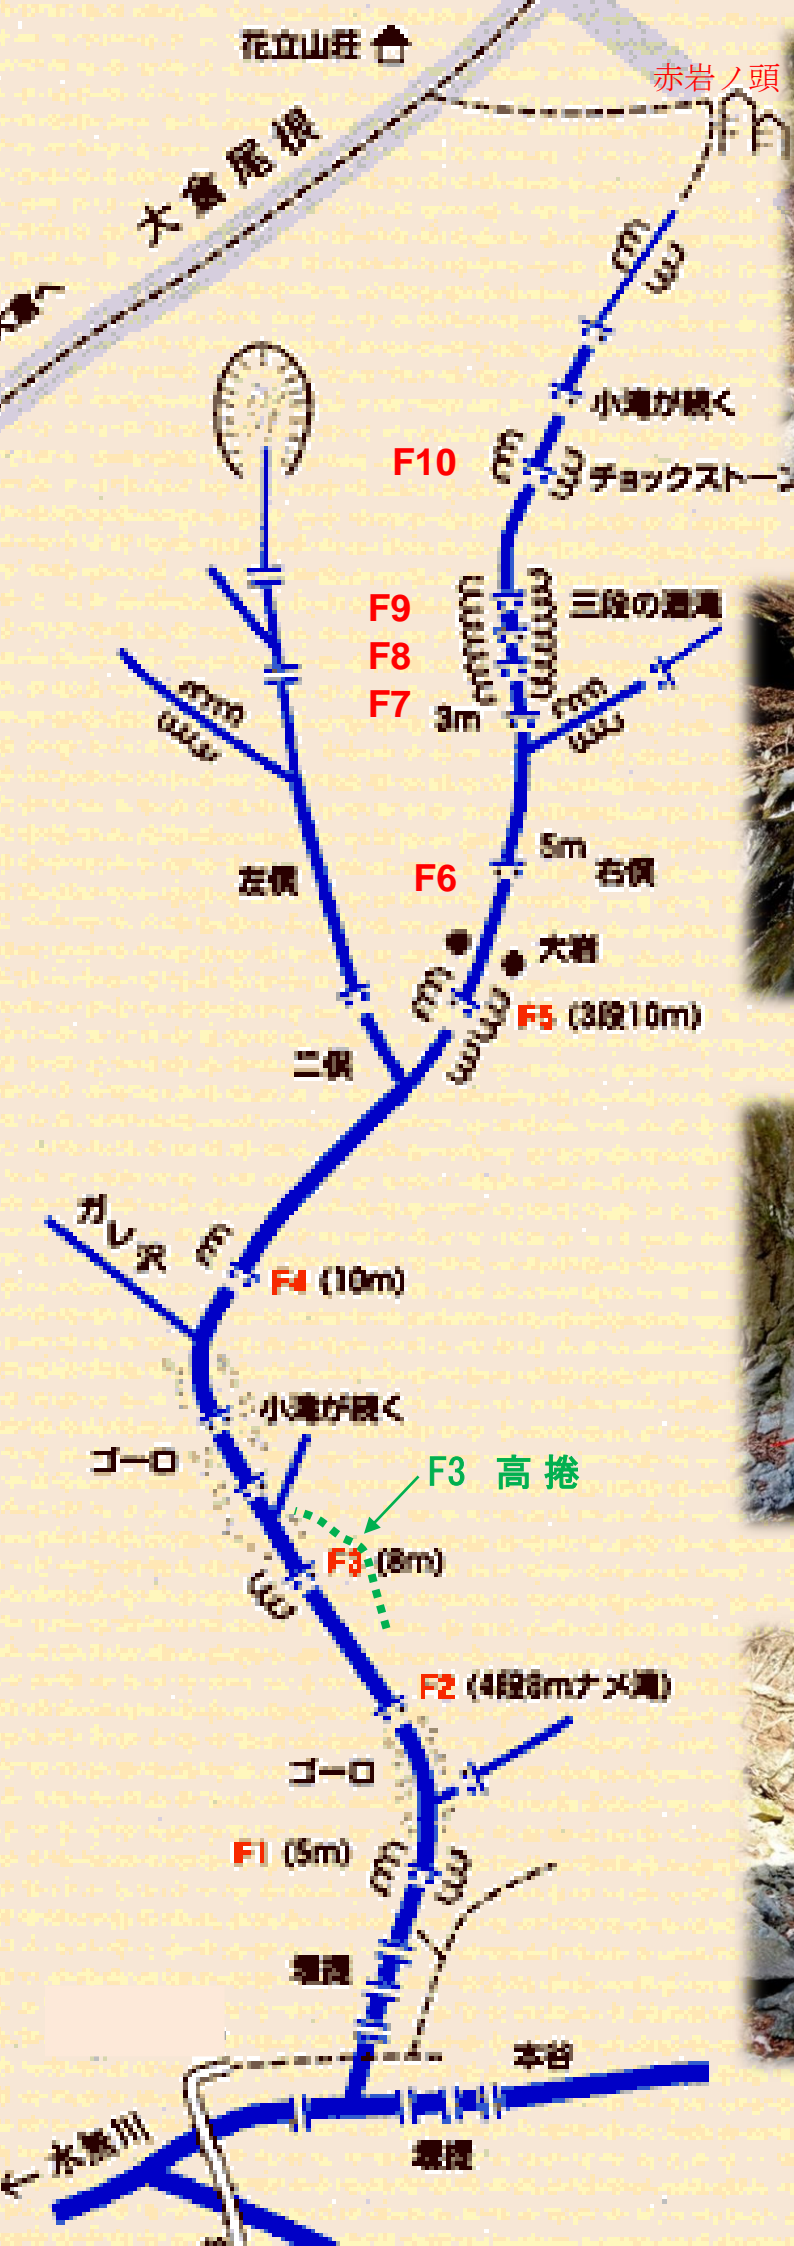 花立山荘
赤岩ノ頭
大倉尾根
小滝が続く
F10
チョックストーン
F9
三段の涸滝
F8
F7
3m
5m
F6
右俣
左俣
大岩
F5 (3段10m)
二俣
ガレ沢
F4 (10m)
小滝が続く
ゴーロ
F3 高捲
F3 (8m)
F2 (4段8mナメ滝)
ゴーロ
F1 (5m)
堰堤
本谷
←水無川
堰堤